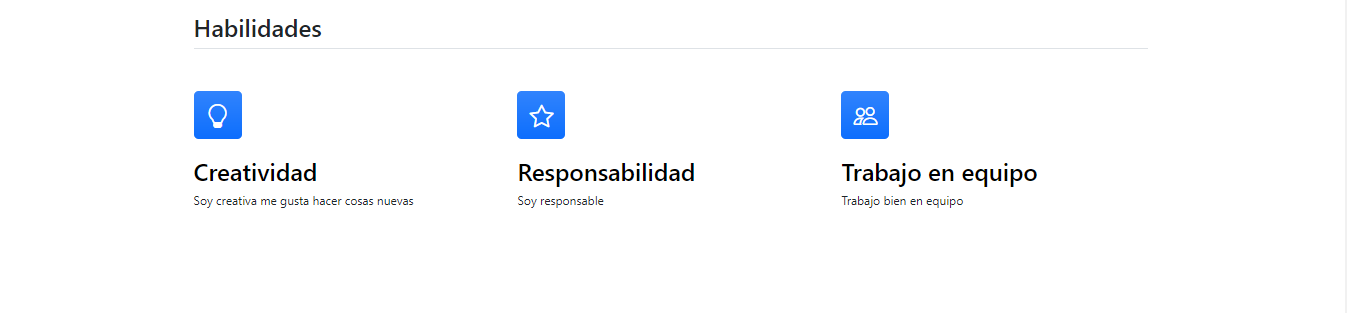 Habilidades
Creatividad
Soy creativa me gusta hacer cosas nuevas
Responsabilidad
Soy responsable
Trabajo en equipo
Trabajo bien en equipo